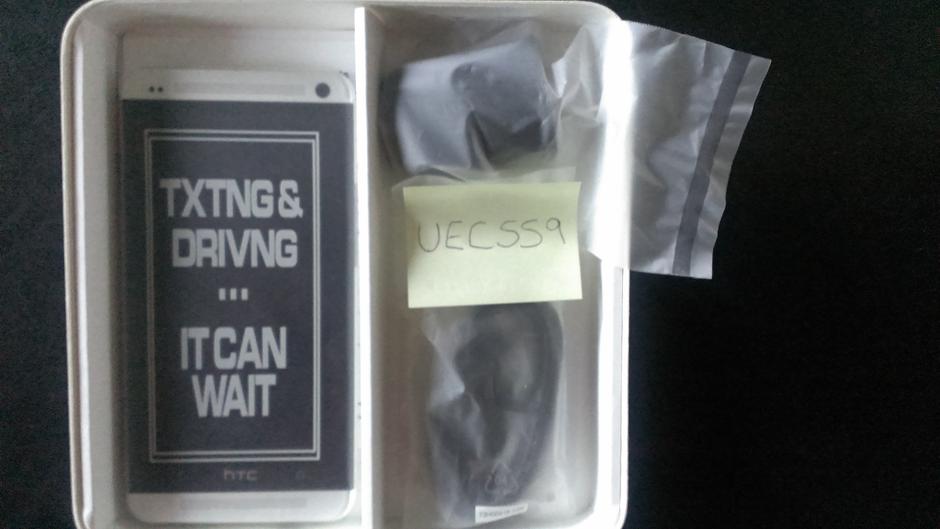 TXTNG &
DRIVNG
...
IT CAN
WAIT
hTC
UECSS9